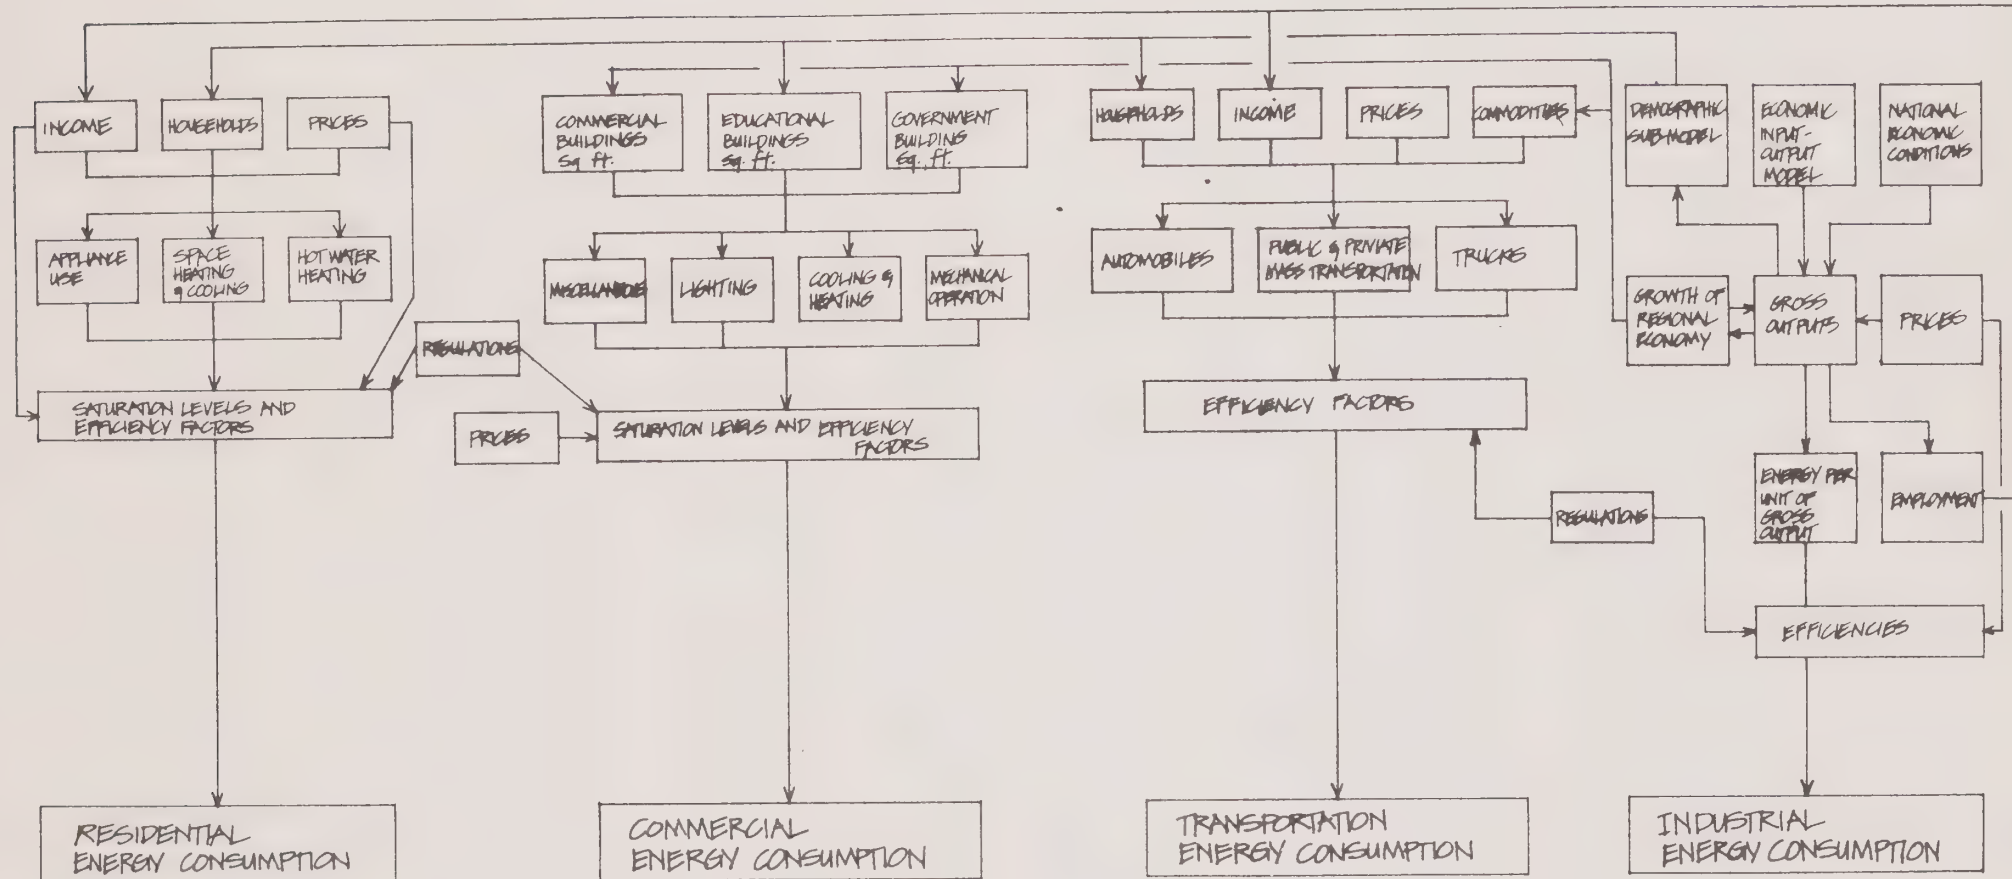 INCOME
HOUSEHOLDS
PRICES
COMMERCIAL
BUILDINGS
Sq ft.
EDUCATIONAL
BUILDINGS
Sq. ft.
GOVERNMENT
BUILDING
Sq. ft.
HOUSEHOLDS
INCOME
PRICES
COMMODITIES
DEMOGRAPHIC
SUB-MODEL
ECONOMIC
INPUT-
OUTPUT
MODEL
NATIONAL
ECONOMIC
CONDITIONS
APPLIANCE
USE
SPACE
HEATING
& COOLING
HOT WATER
HEATING
MISCELLANEOUS
LIGHTING
COOLING &
HEATING
MECHANICAL
OPERATION
AUTOMOBILES
PUBLIC & PRIVATE
MASS TRANSPORTATION
TRUCKS
GROWTH OF
REGIONAL
ECONOMY
GROSS
OUTPUTS
PRICES
REGULATIONS
SATURATION LEVELS AND
EFFICIENCY FACTORS
PRICES
SATURATION LEVELS AND EFFICIENCY
FACTORS
EFFICIENCY FACTORS
ENERGY PER
UNIT OF
GROSS
OUTPUT
EMPLOYMENT
REGULATIONS
EFFICIENCIES
RESIDENTIAL
ENERGY CONSUMPTION
COMMERCIAL
ENERGY CONSUMPTION
TRANSPORTATION
ENERGY CONSUMPTION
INDUSTRIAL
ENERGY CONSUMPTION